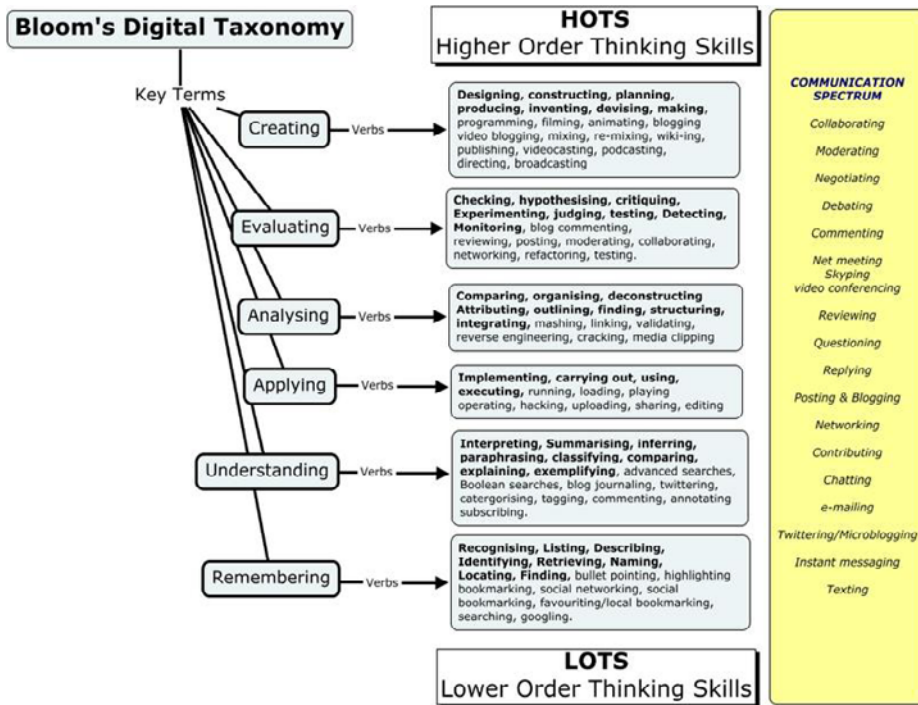 Bloom's Digital Taxonomy
Key Terms
HOTS
Higher Order Thinking Skills
Creating
Verbs
Designing, constructing, planning,
producing, inventing, devising, making,
programming, filming, animating, blogging
video blogging, mixing, re-mixing, wiki-ing,
publishing, videocasting, podcasting,
directing, broadcasting
Evaluating
Verbs
Checking, hypothesising, critiquing,
Experimenting, judging, testing, Detecting,
Monitoring, blog commenting,
reviewing, posting, moderating, collaborating,
networking, refactoring, testing.
Analysing
Verbs
Comparing, organising, deconstructing
Attributing, outlining, finding, structuring,
integrating, mashing, linking, validating,
reverse engineering, cracking, media clipping
Applying
Verbs
Implementing, carrying out, using,
executing, running, loading, playing
operating, hacking, uploading, sharing, editing
Understanding
Verbs
Interpreting, Summarising, inferring,
paraphrasing, classifying, comparing,
explaining, exemplifying, advanced searches,
Boolean searches, blog journaling, twittering,
catergorising, tagging, commenting, annotating
subscribing.
Remembering
Verbs
Recognising, Listing, Describing,
Identifying, Retrieving, Naming,
Locating, Finding, bullet pointing, highlighting
bookmarking, social networking, social
bookmarking, favouriting/local bookmarking,
searching, googling.
LOTS
Lower Order Thinking Skills
COMMUNICATION
SPECTRUM
Collaborating
Moderating
Negotiating
Debating
Commenting
Net meeting
Skyping
video conferencing
Reviewing
Questioning
Replying
Posting & Blogging
Networking
Contributing
Chatting
e-mailing
Twittering/Microblogging
Instant messaging
Texting